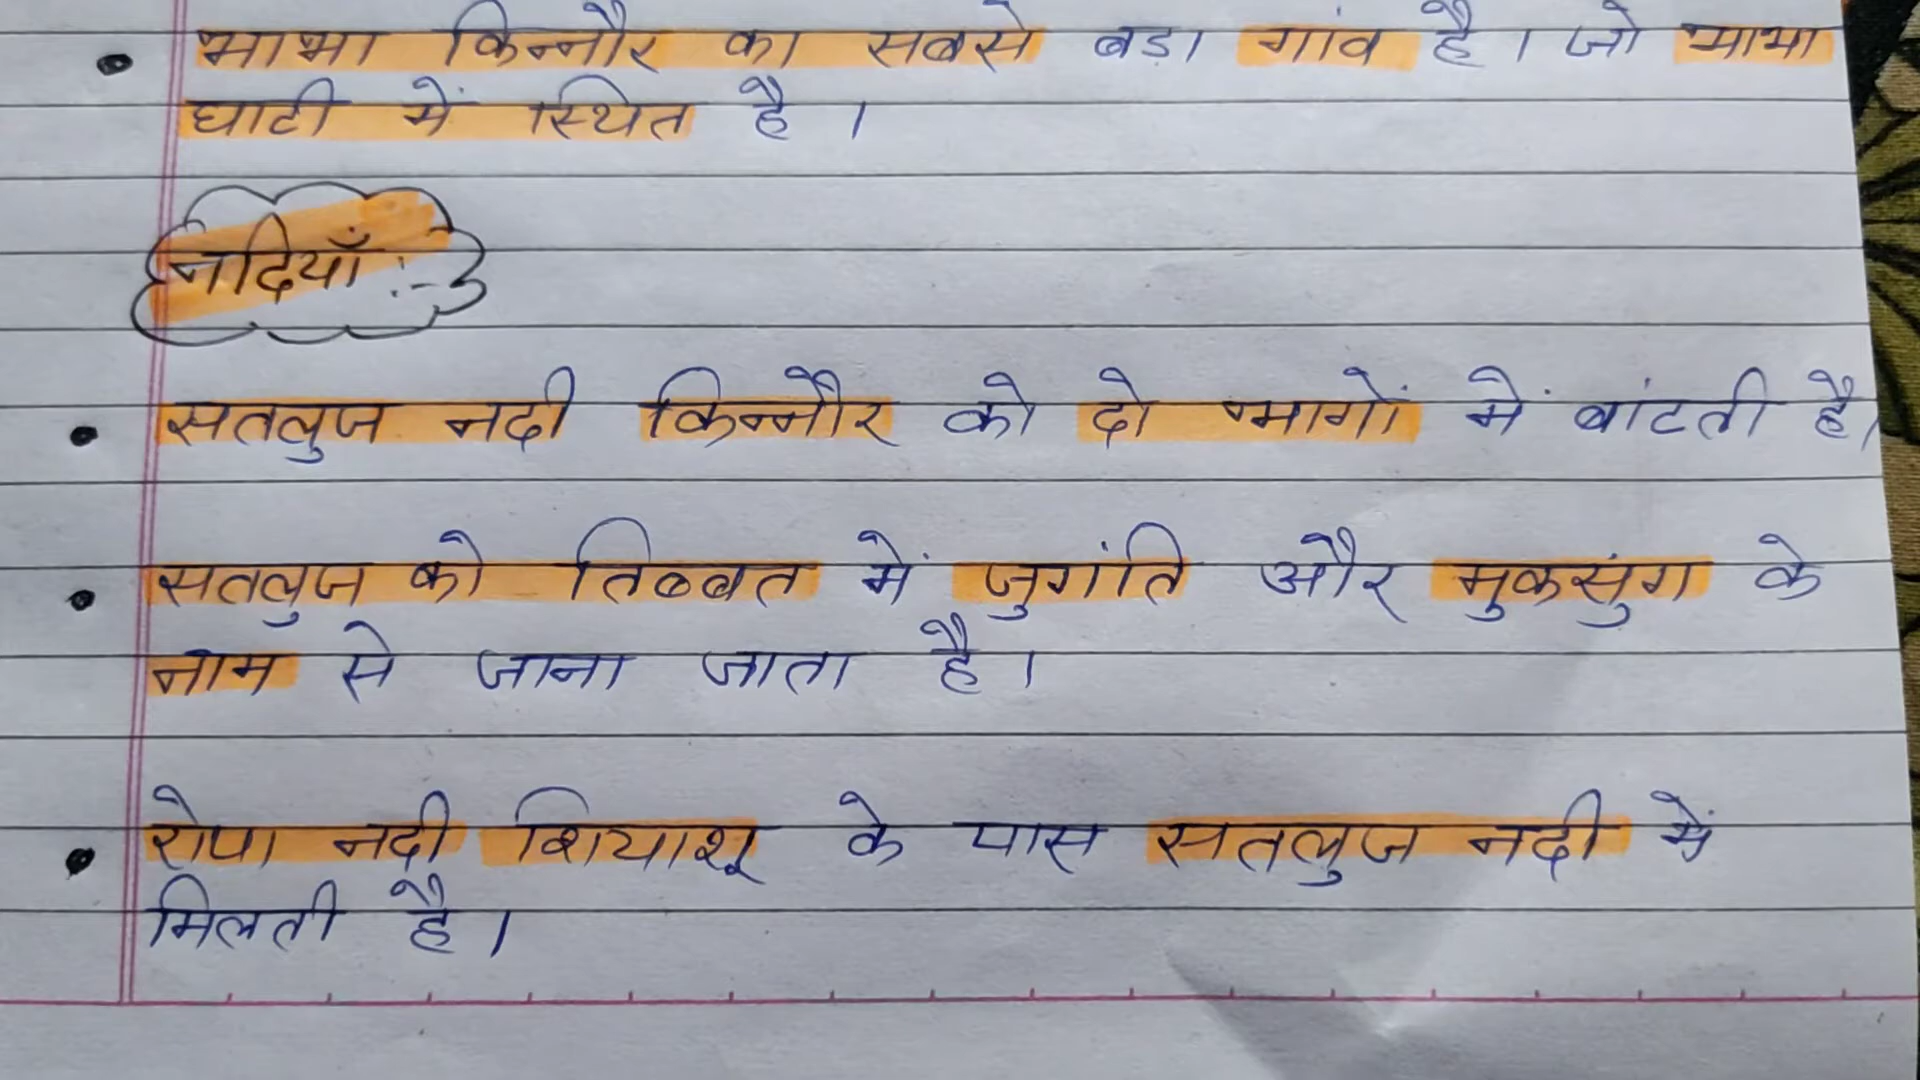 • भाभा किन्नौर का सबसे बड़ा गांव है। जो भाभा
घाटी में स्थित है।
नदियाँ :-
• सतलुज नदी किन्नौर को दो भागों में बांटती है।
• सतलुज को तिब्बत में जुगांति और मुकसुंग के
नाम से जाना जाता है।
• रोपा नदी शियाशू के पास सतलुज नदी में
मिलती है।